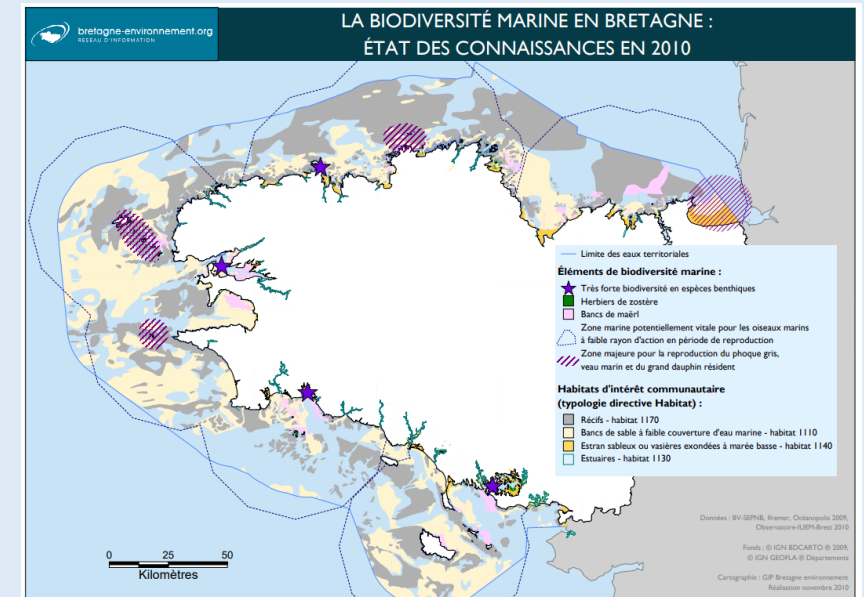 bretagne-environnement.org
RESEAU D'INFORMATION
LA BIODIVERSITÉ MARINE EN BRETAGNE :
ÉTAT DES CONNAISSANCES EN 2010
Limite des eaux territoriales
Éléments de biodiversité marine :
Très forte biodiversité en espèces benthiques
Herbiers de zostère
Bancs de maërl
Zone marine potentiellement vitale pour les oiseaux marins
à faible rayon d'action en période de reproduction
Zone majeure pour la reproduction du phoque gris,
veau marin et du grand dauphin résident
Habitats d'intérêt communautaire
(typologie directive Habitat) :
Récifs - habitat 1170
Bancs de sable à faible couverture d'eau marine - habitat 1110
Estran sableux ou vasières exondées à marée basse - habitat 1140
Estuaires - habitat 1130
Données : BV-SEPNB, Ifremer, Océanopolis 2009,
Observatoire-IUEM-Brest 2010
Fonds : © IGN BDCARTO ® 2009,
© IGN GEOFLA ® Départements
Cartographie : GIP Bretagne environnement
Réalisation novembre 2010
0 25 50
Kilomètres